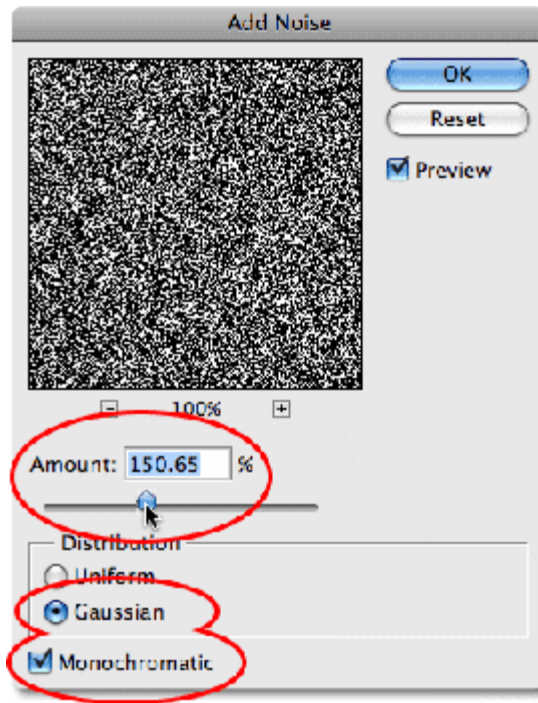 Add Noise
OK
Reset
Preview
100%
Amount: 150.65 %
Distribution
Uniform
Gaussian
Monochromatic